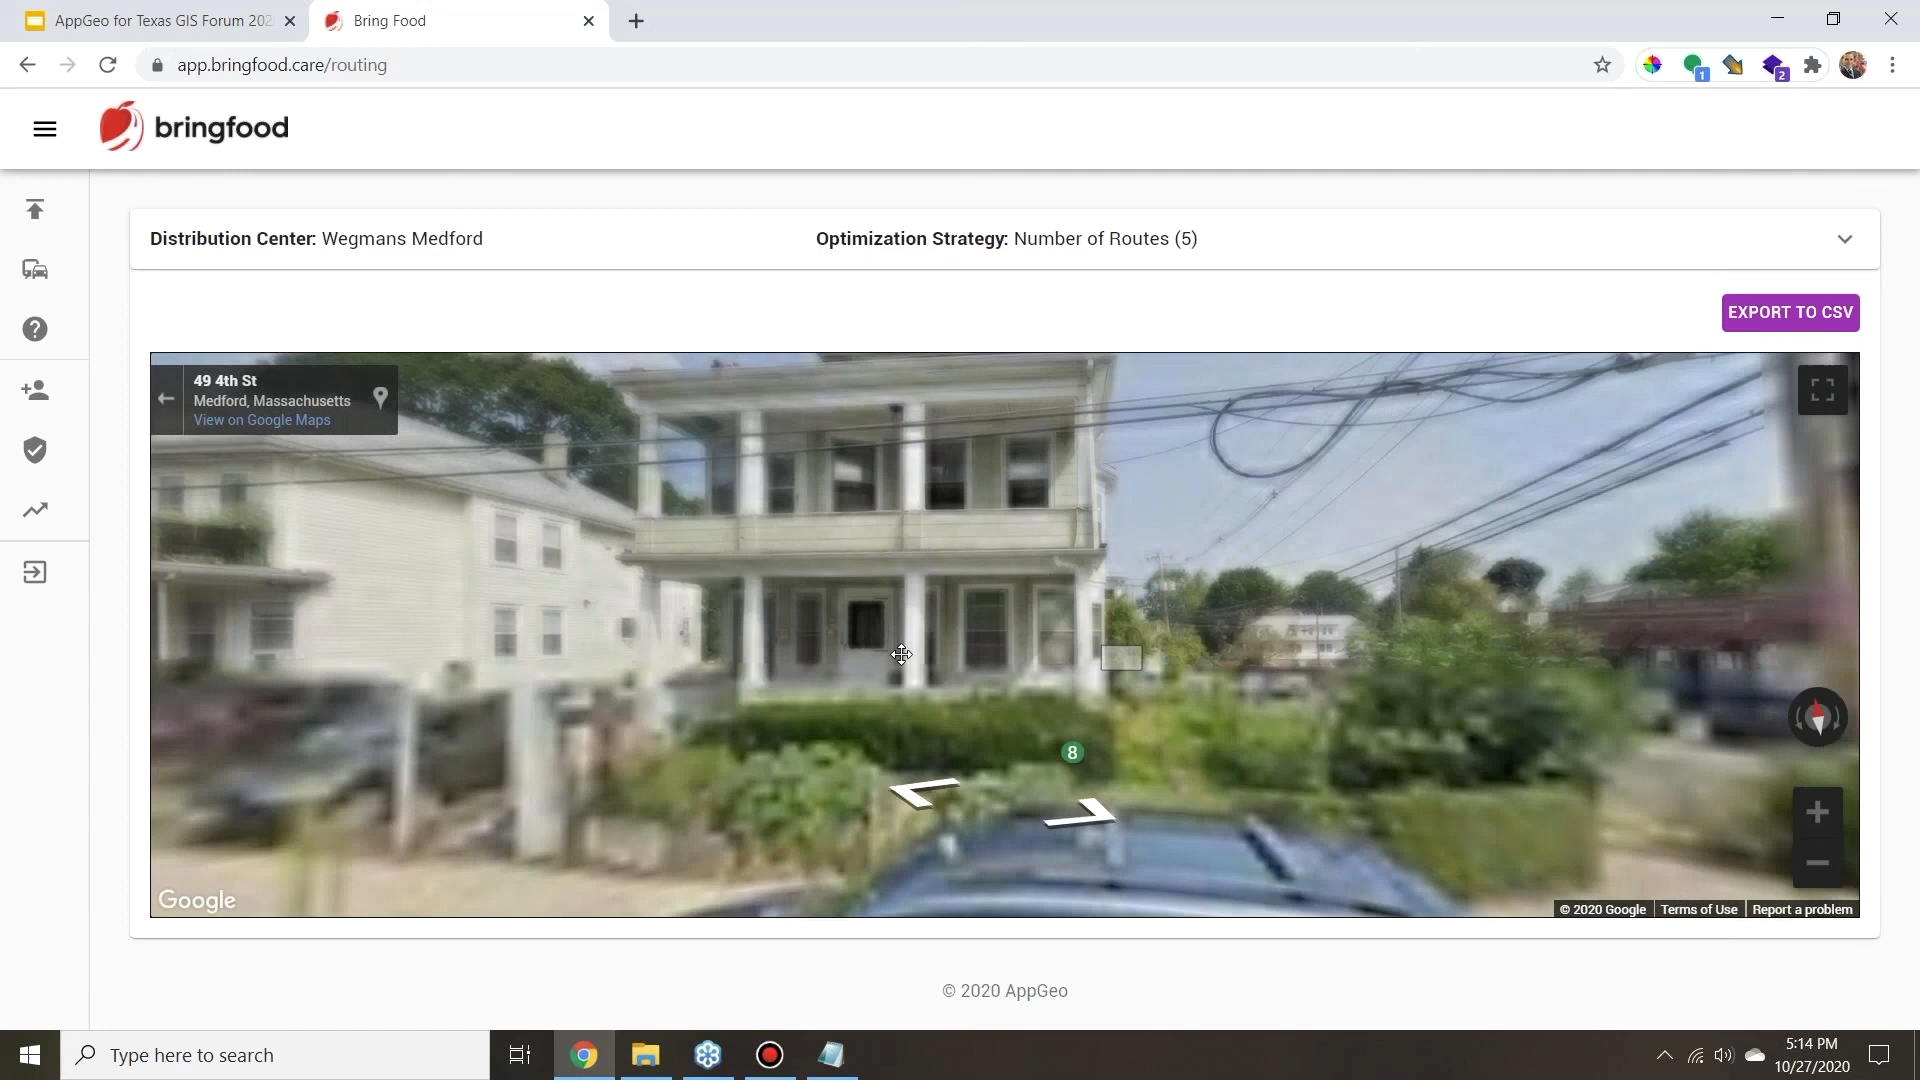 AppGeo for Texas GIS Forum 202
Bring Food
app.bringfood.care/routing
1
2
bringfood
Distribution Center: Wegmans Medford
Optimization Strategy: Number of Routes (5)
EXPORT TO CSV
49 4th St
Medford, Massachusetts
View on Google Maps
8
Google
© 2020 Google
Terms of Use
Report a problem
© 2020 AppGeo
Type here to search
5:14 PM
10/27/2020